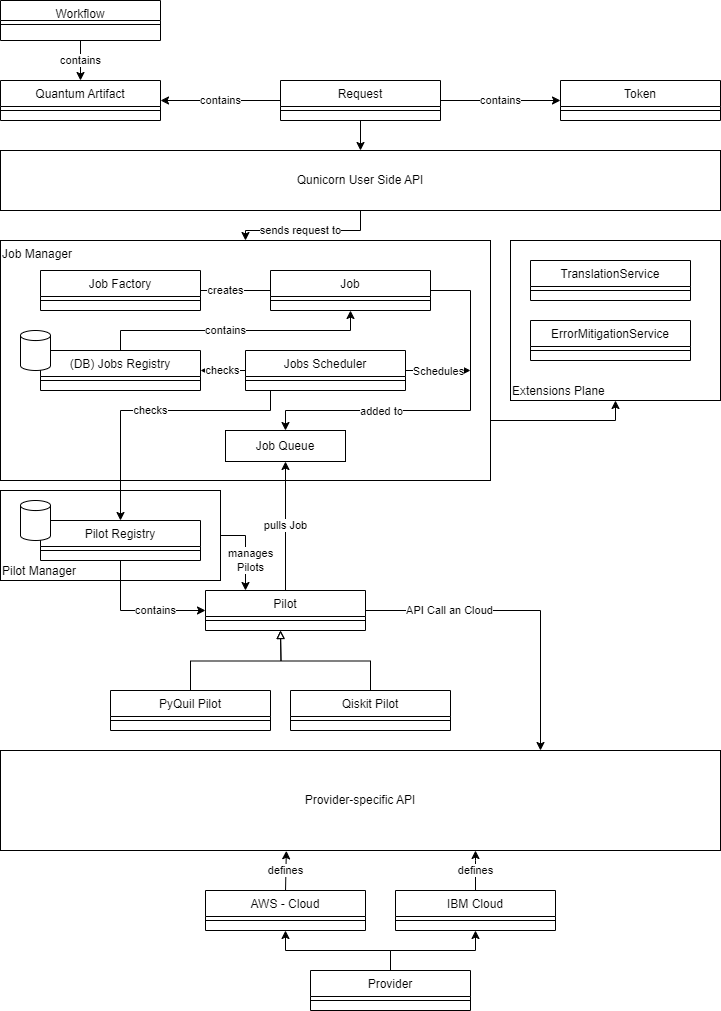 Workflow
contains
Quantum Artifact
contains
Request
contains
Token
Qunicorn User Side API
sends request to
Job Manager
Job Factory
creates
Job
TranslationService
contains
ErrorMitigationService
(DB) Jobs Registry
checks
Jobs Scheduler
Schedules
Extensions Plane
checks
added to
Job Queue
Pilot Registry
pulls Job
manages
Pilots
Pilot Manager
contains
Pilot
API Call an Cloud
PyQuil Pilot
Qiskit Pilot
Provider-specific API
defines
defines
AWS - Cloud
IBM Cloud
Provider